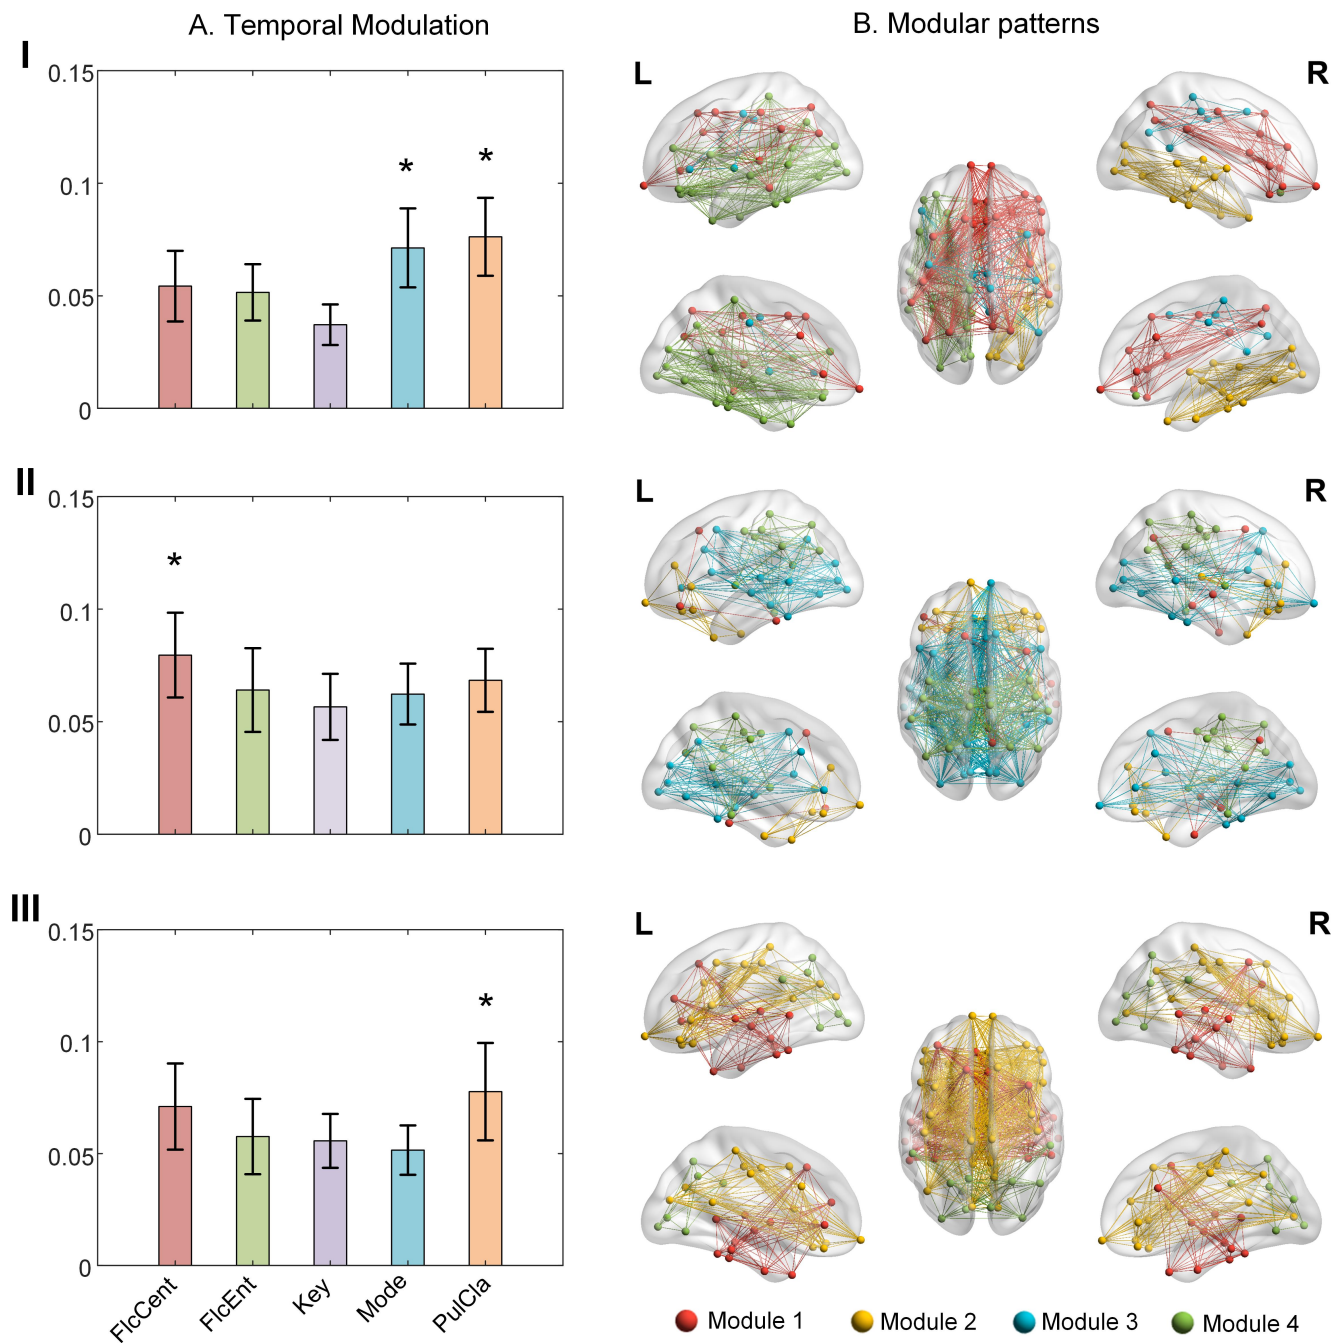 A. Temporal Modulation
B. Modular patterns
I
0.15
0.1
0.05
0
*
*
L
R
II
0.15
0.1
0.05
0
*
L
R
III
0.15
0.1
0.05
0
*
L
R
FlcCent
FlcEnt
Key
Mode
PulCla
Module 1
Module 2
Module 3
Module 4